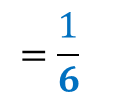 = 1/6